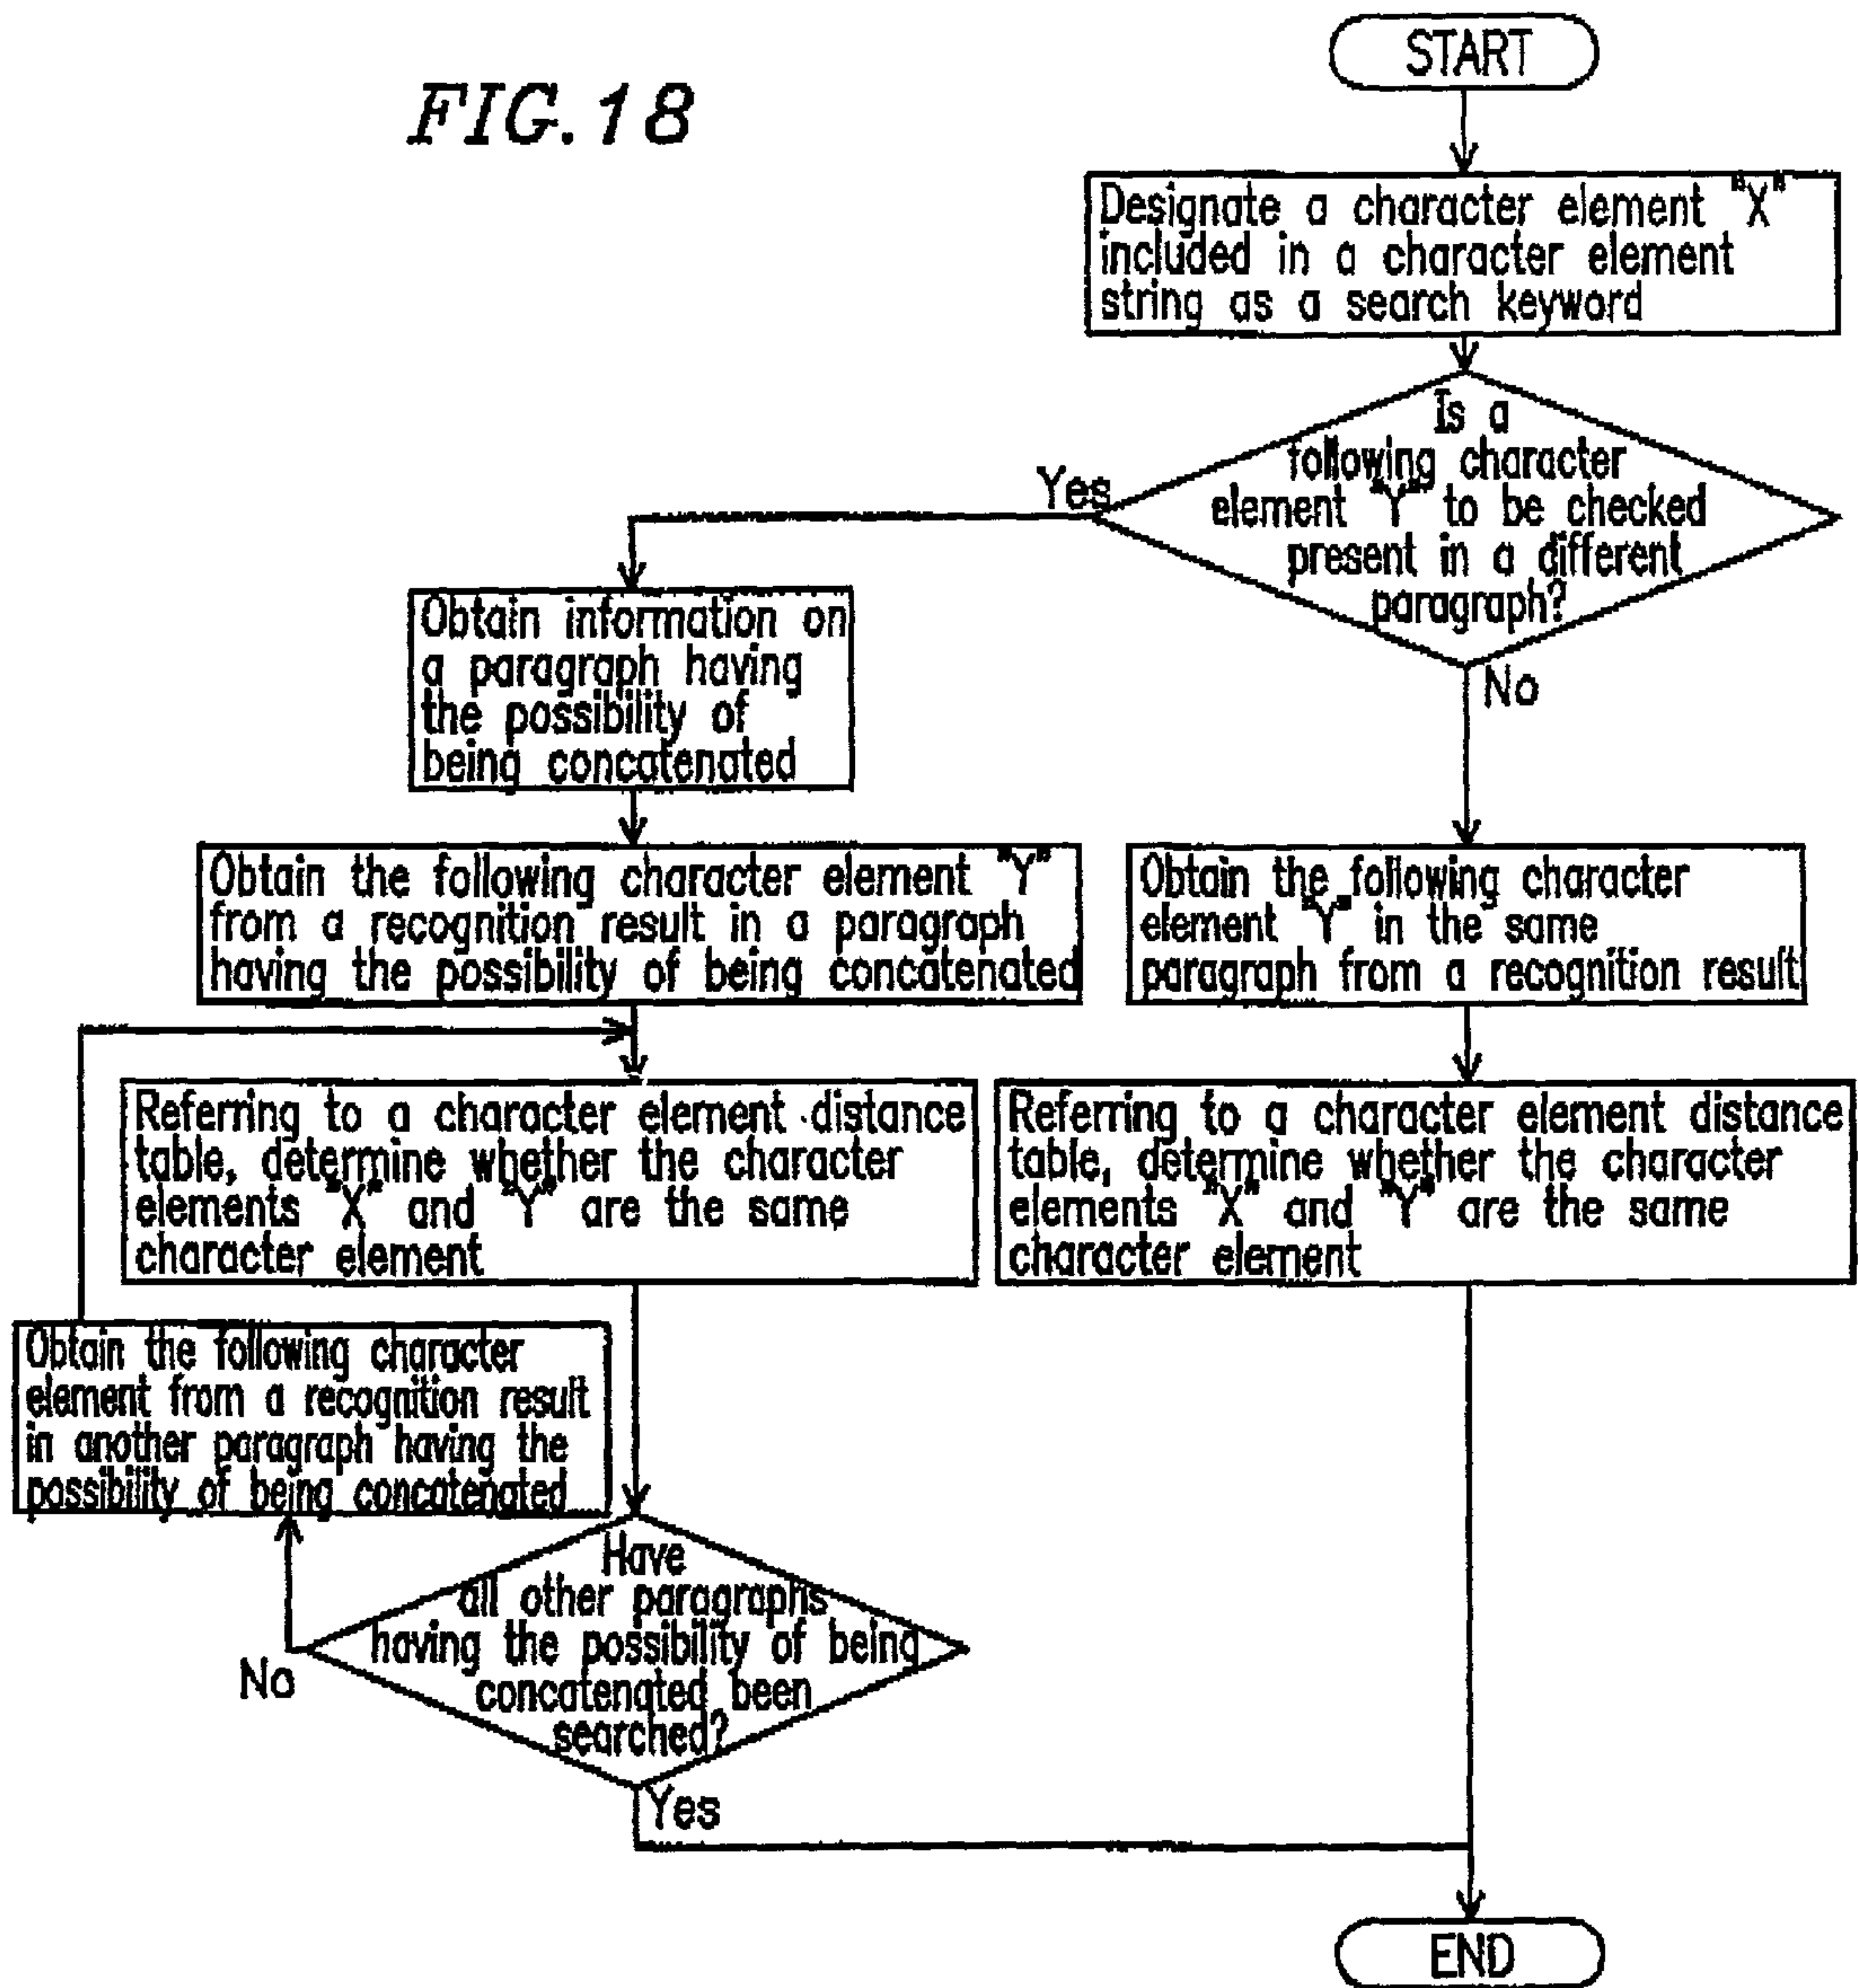 FIG.18
START
Designate a character element "X"
included in a character element
string as a search keyword
Is a
following character
element "Y" to be checked
present in a different
paragraph?
Yes
No
Obtain information on
a paragraph having
the possibility of
being concatenated
Obtain the following character element "Y"
from a recognition result in a paragraph
having the possibility of being concatenated
Obtain the following character
element "Y" in the same
paragraph from a recognition result
Referring to a character element distance
table, determine whether the character
elements "X" and "Y" are the same
character element
Referring to a character element distance
table, determine whether the character
elements "X" and "Y" are the same
character element
Obtain the following character
element from a recognition result
in another paragraph having the
possibility of being concatenated
Have
all other paragraphs
having the possibility of being
concatenated been
searched?
No
Yes
END